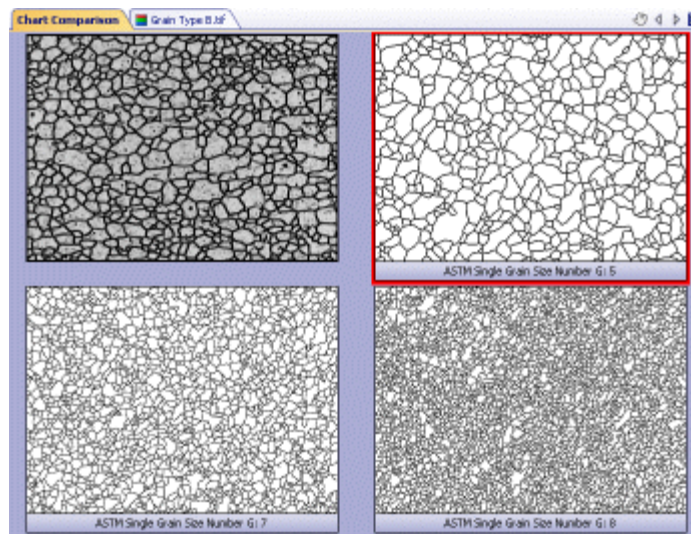 Chart Comparison
Grain Type B.tif
ASTM Single Grain Size Number G: 5
ASTM Single Grain Size Number G: 7
ASTM Single Grain Size Number G: 8